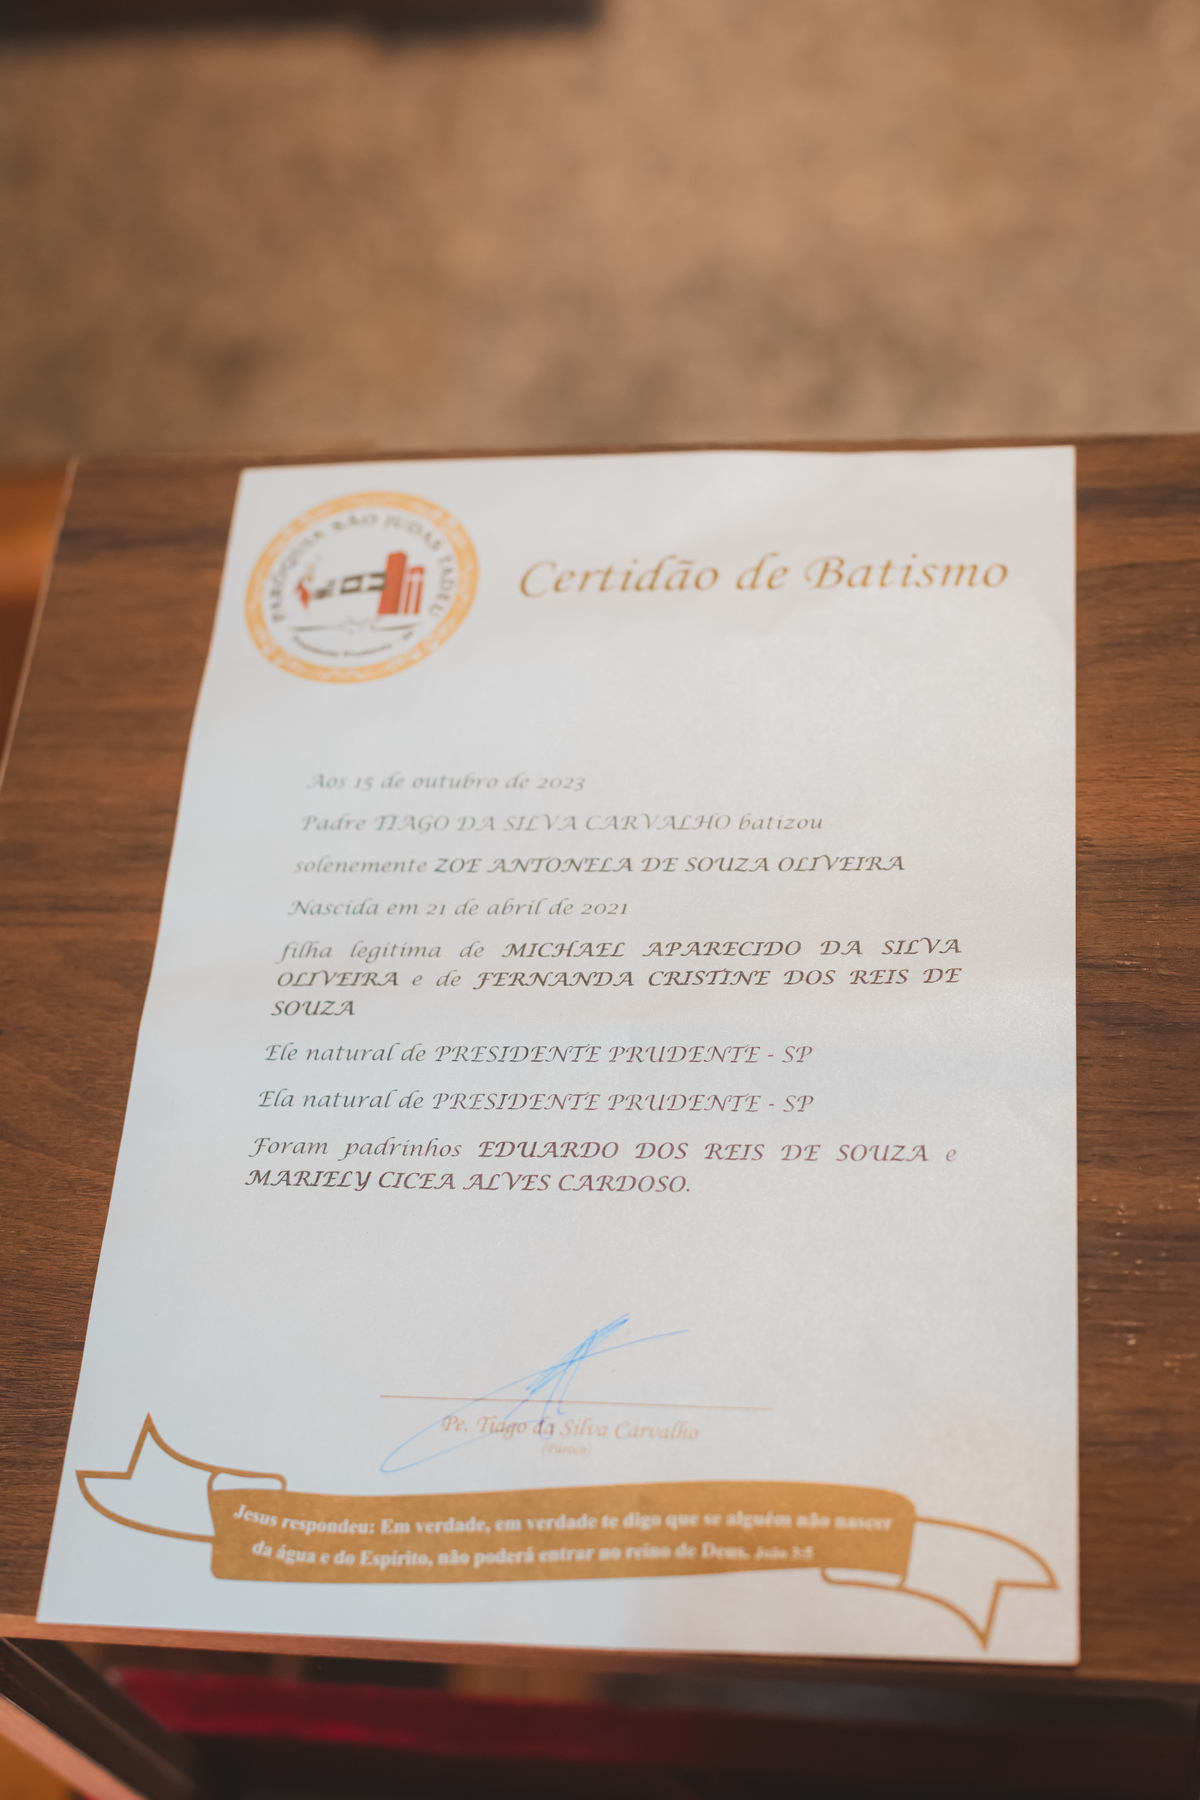 PARÓQUIA SÃO JUDAS TADEU
Presidente Prudente - SP
Certidão de Batismo
Aos 15 de outubro de 2023
Padre TIAGO DA SILVA CARVALHO batizou
solenemente ZOE ANTONELA DE SOUZA OLIVEIRA
Nascida em 21 de abril de 2021
filha legitima de MICHAEL APARECIDO DA SILVA
OLIVEIRA e de FERNANDA CRISTINE DOS REIS DE
SOUZA
Ele natural de PRESIDENTE PRUDENTE - SP
Ela natural de PRESIDENTE PRUDENTE - SP
Foram padrinhos EDUARDO DOS REIS DE SOUZA e
MARIELY CICEA ALVES CARDOSO.
Pe. Tiago da Silva Carvalho
(Pároco)
Jesus respondeu: Em verdade, em verdade te digo que se alguém não nascer
da água e do Espírito, não poderá entrar no reino de Deus. João 3:5